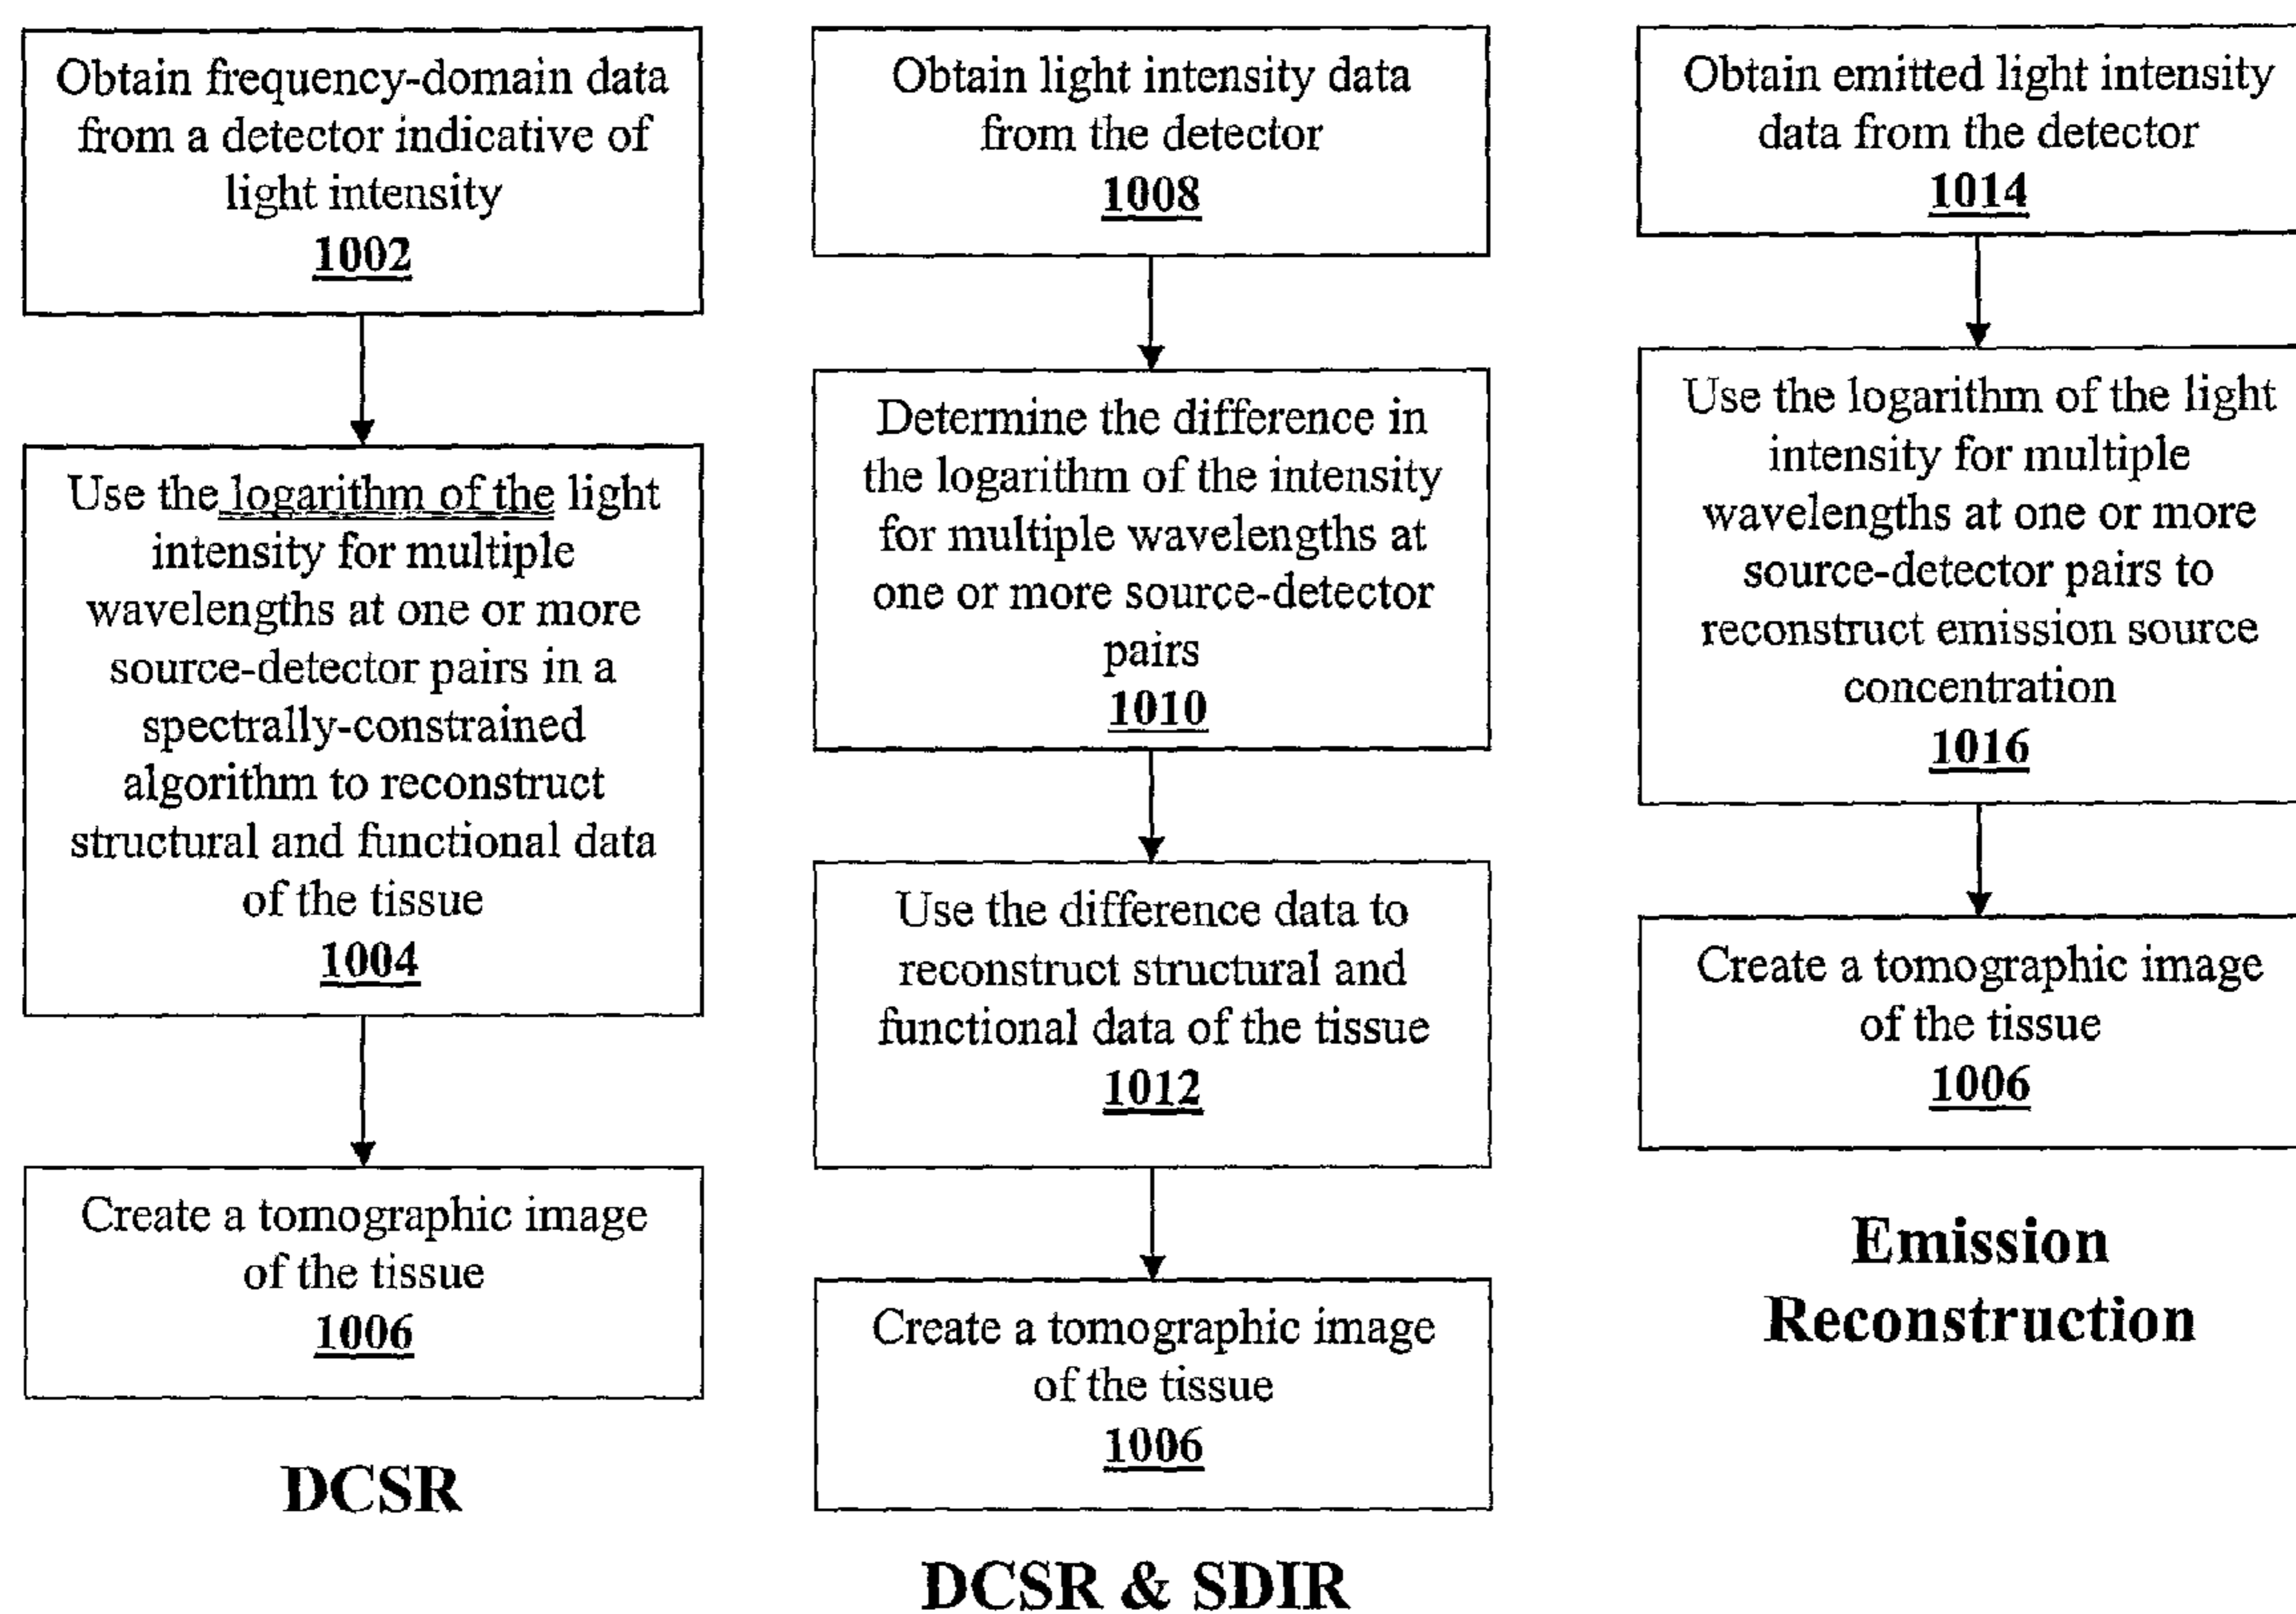 Obtain frequency-domain data
from a detector indicative of
light intensity
1002
Use the logarithm of the light
intensity for multiple
wavelengths at one or more
source-detector pairs in a
spectrally-constrained
algorithm to reconstruct
structural and functional data
of the tissue
1004
Create a tomographic image
of the tissue
1006
DCSR
Obtain light intensity data
from the detector
1008
Determine the difference in
the logarithm of the intensity
for multiple wavelengths at
one or more source-detector
pairs
1010
Use the difference data to
reconstruct structural and
functional data of the tissue
1012
Create a tomographic image
of the tissue
1006
DCSR & SDIR
Obtain emitted light intensity
data from the detector
1014
Use the logarithm of the light
intensity for multiple
wavelengths at one or more
source-detector pairs to
reconstruct emission source
concentration
1016
Create a tomographic image
of the tissue
1006
Emission
Reconstruction